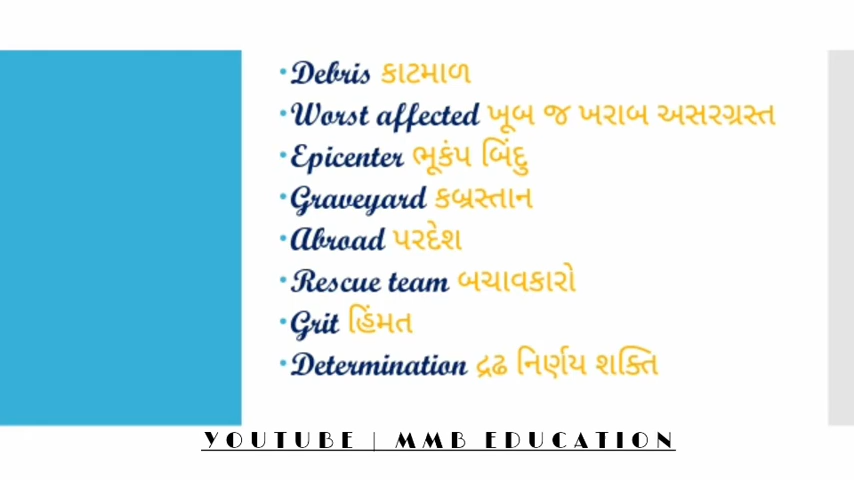 •Debris કાટમાળ
•Worst affected ખૂબ જ ખરાબ અસરગ્રસ્ત
•Epicenter ભૂકંપ બિંદુ
•Graveyard કબ્રસ્તાન
•Abroad પરદેશ
•Rescue team બચાવકારો
•Grit હિંમત
•Determination દ્રઢ નિર્ણય શક્તિ
YOUTUBE | MMB EDUCATION